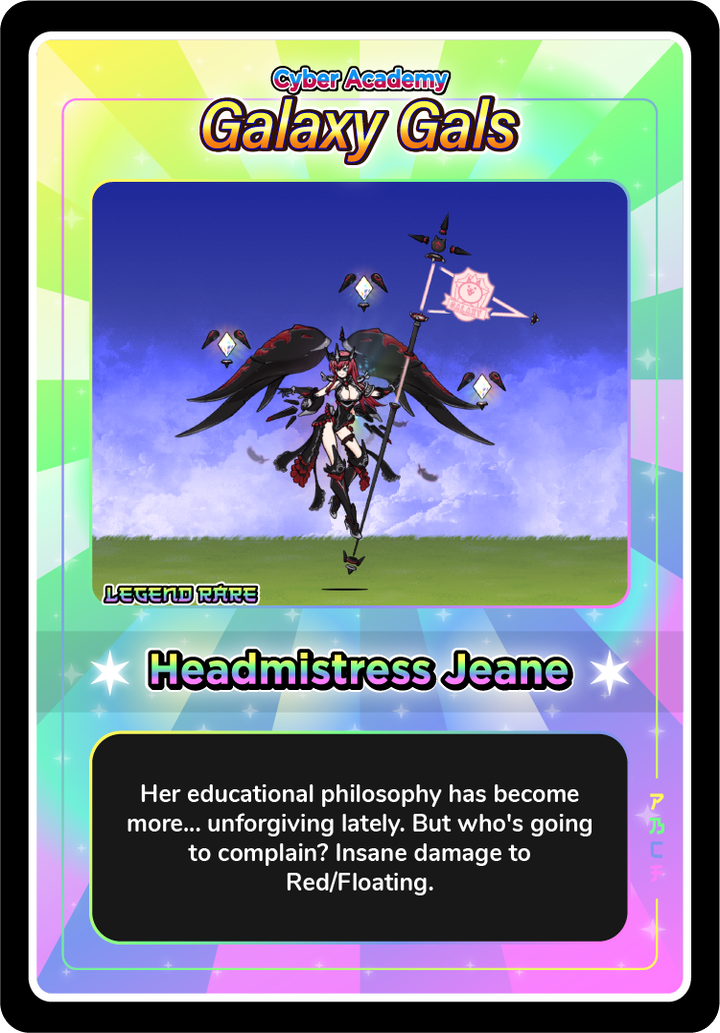 Cyber Academy
Galaxy Gals
GALAXY
LEGEND RARE
Headmistress Jeane
Her educational philosophy has become
more... unforgiving lately. But who's going
to complain? Insane damage to
Red/Floating.